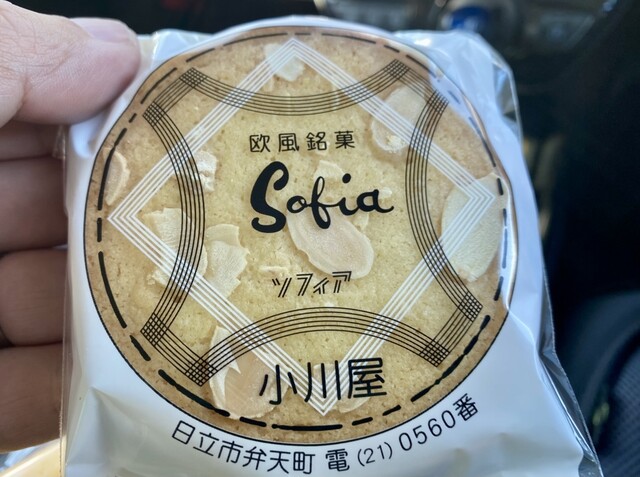 欧風銘菓
Sofia
ソフィア
小川屋
日立市弁天町 電(21)0560番